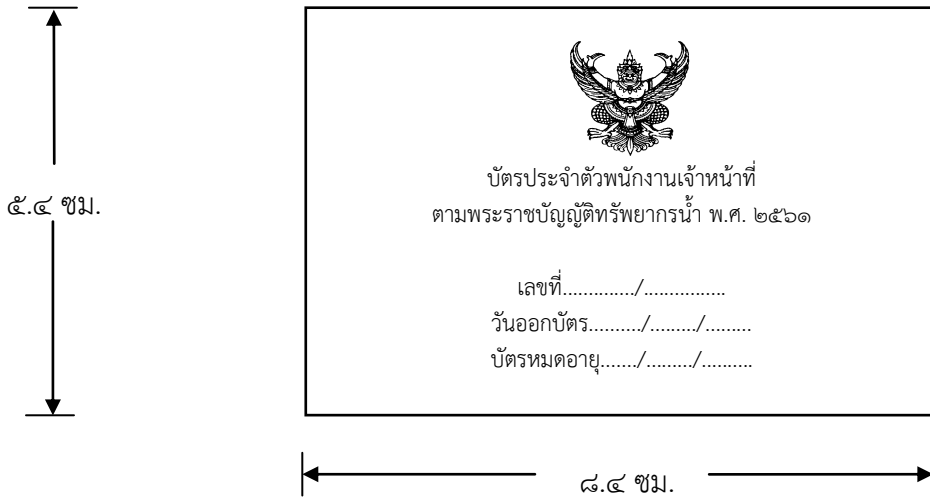 บัตรประจำตัวพนักงานเจ้าหน้าที่
ตามพระราชบัญญัติทรัพยากรน้ำ พ.ศ. ๒๕๖๑
๕.๔ ซม.
เลขที่............../................
วันออกบัตร........../........./.........
บัตรหมดอายุ......./........./..........
๘.๔ ซม.